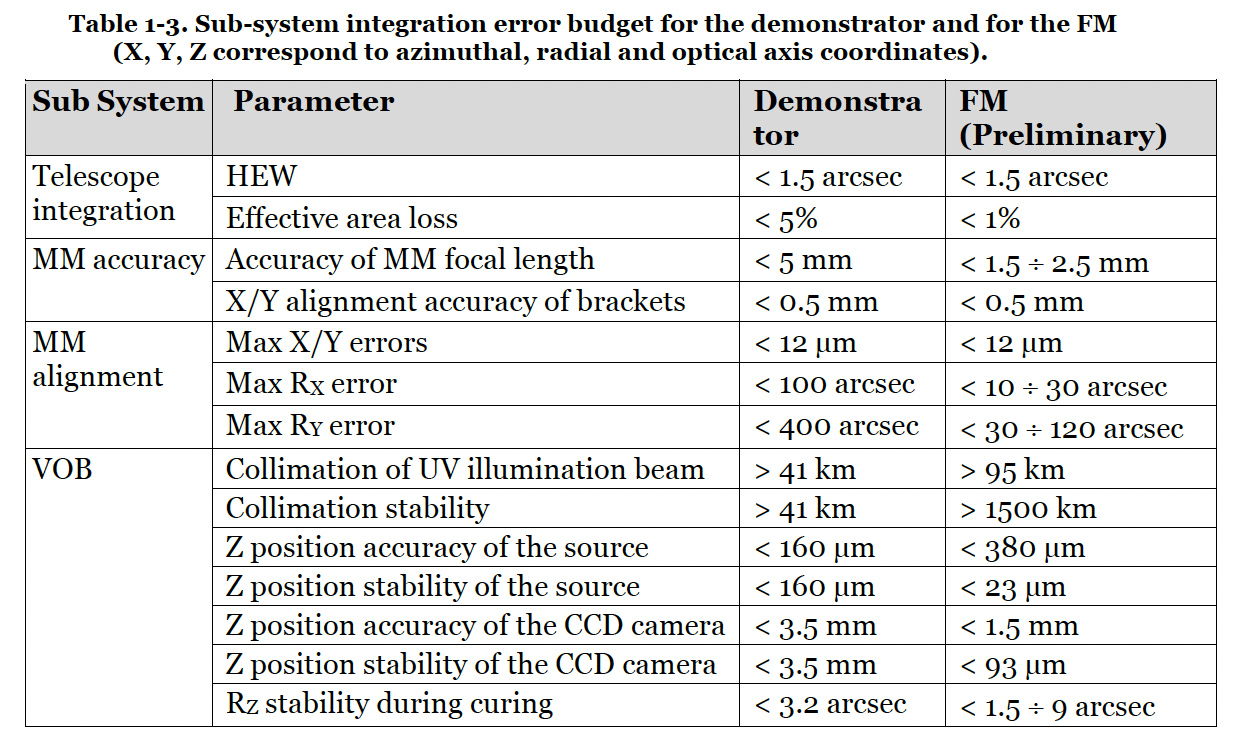 Table 1-3. Sub-system integration error budget for the demonstrator and for the FM
(X, Y, Z correspond to azimuthal, radial and optical axis coordinates).
Sub System Parameter Demonstra FM
tor (Preliminary)
Telescope HEW < 1.5 arcsec < 1.5 arcsec
integration Effective area loss < 5% < 1%
MM accuracy Accuracy of MM focal length < 5 mm < 1.5 ÷ 2.5 mm
X/Y alignment accuracy of brackets < 0.5 mm < 0.5 mm
MM Max X/Y errors < 12 μm < 12 μm
alignment Max RX error < 100 arcsec < 10 ÷ 30 arcsec
Max RY error < 400 arcsec < 30 ÷ 120 arcsec
VOB Collimation of UV illumination beam > 41 km > 95 km
Collimation stability > 41 km > 1500 km
Z position accuracy of the source < 160 μm < 380 μm
Z position stability of the source < 160 μm < 23 μm
Z position accuracy of the CCD camera < 3.5 mm < 1.5 mm
Z position stability of the CCD camera < 3.5 mm < 93 μm
RZ stability during curing < 3.2 arcsec < 1.5 ÷ 9 arcsec